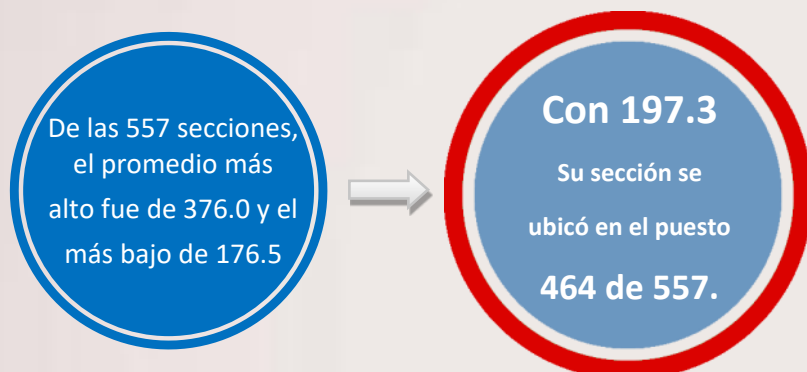 De las 557 secciones,
el promedio más
alto fue de 376.0 y el
más bajo de 176.5
Con 197.3
Su sección se
ubicó en el puesto
464 de 557.